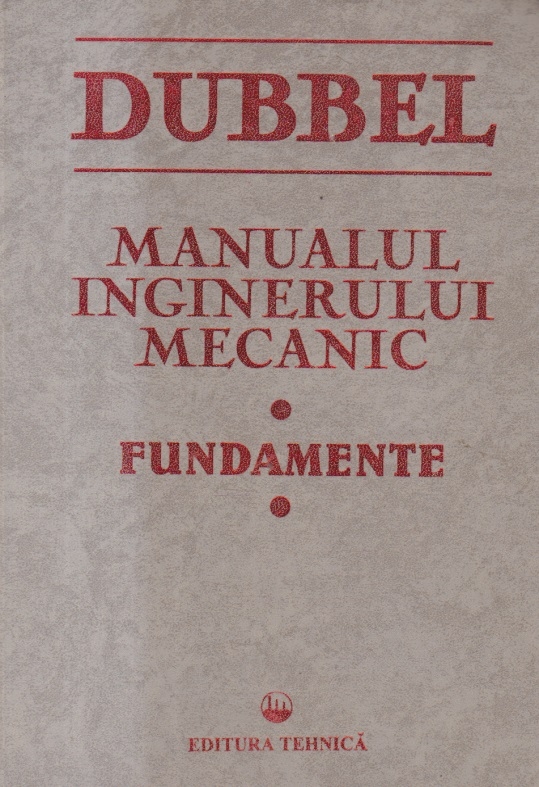 DUBBEL
MANUALUL
INGINERULUI
MECANIC
FUNDAMENTE
EDITURA TEHNICĂ